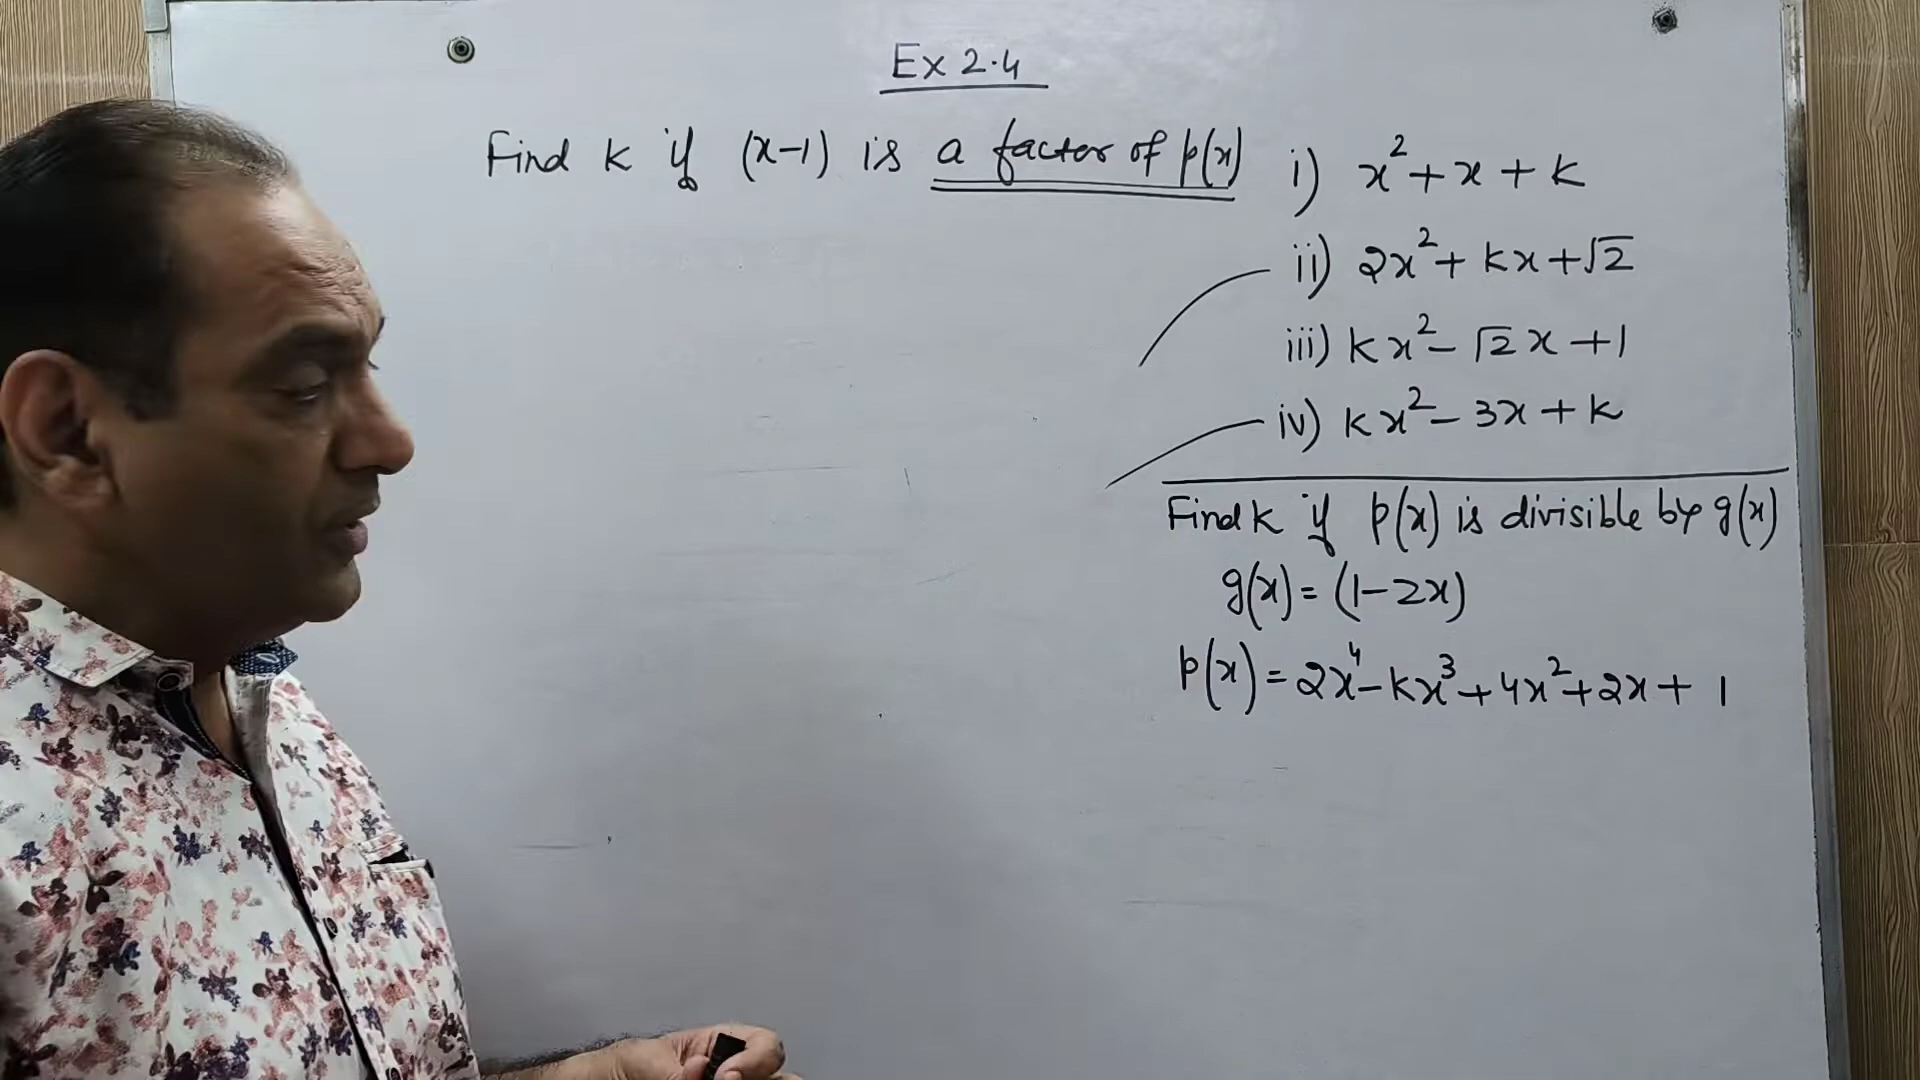 Ex 2.4
Find k if (x-1) is a factor of p(x) i) x²+x+k
ii) 2x²+kx+√2
iii) kx²-√2x+1
iv) kx²-3x+k
Find k if p(x) is divisible by g(x)
g(x)=(1-2x)
p(x)=2x⁴-kx³+4x²+2x+1